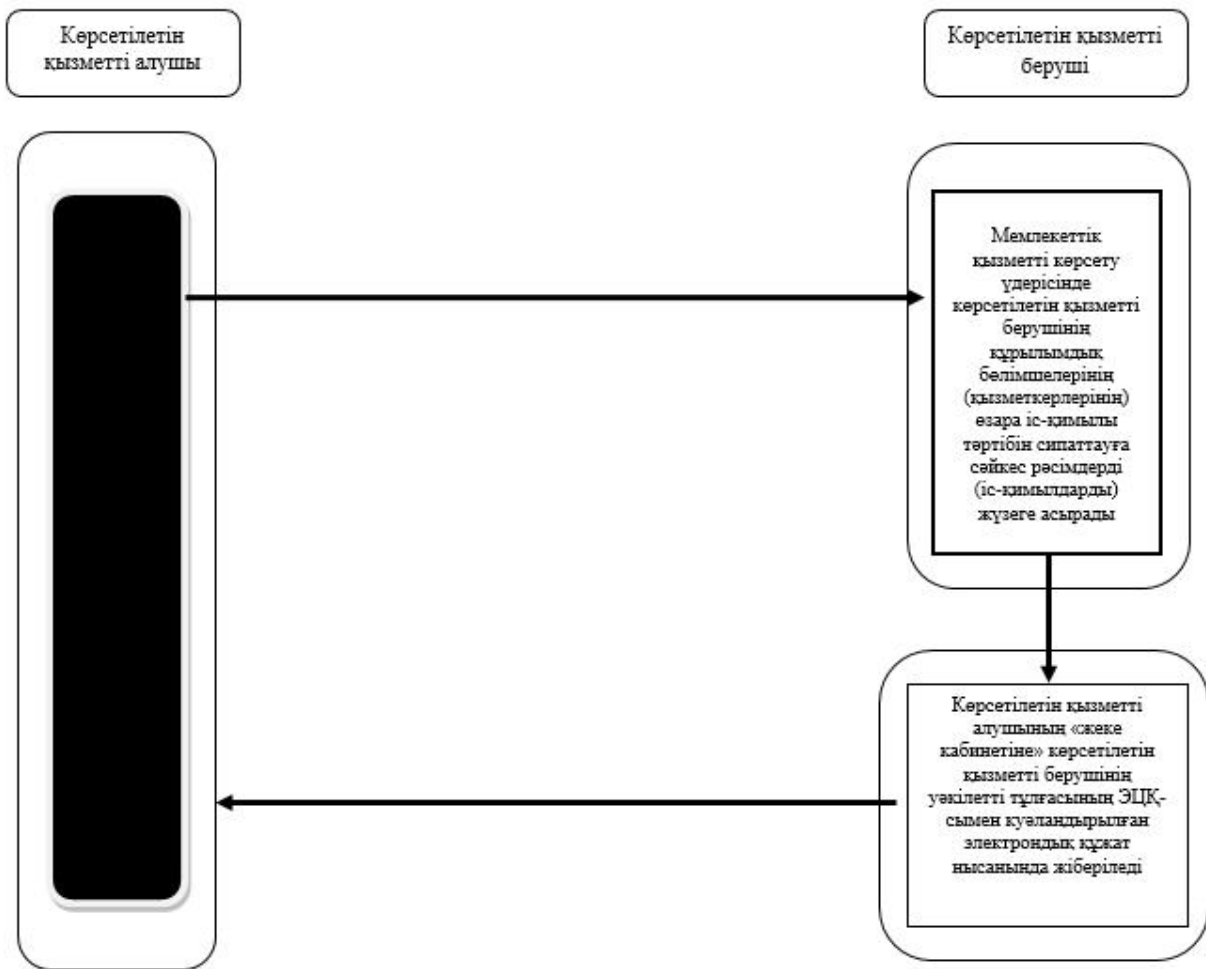 Көрсетілетін
қызметті алушы
Көрсетілетін қызметті
беруші
Мемлекеттік
қызметті көрсету
үдерісінде
көрсетілетін қызметті
берушінің
құрылымдық
бөлімшелерінің
(қызметкерлерінің)
өзара іс-қимылы
тәртібін сипаттауға
сәйкес рәсімдерді
(іс-қимылдарды)
жүзеге асырады
Көрсетілетін қызметті
алушының «жеке
кабинетіне» көрсетілетін
қызметті берушінің
уәкілетті тұлғасының ЭЦҚ-
сымен куәландырылған
электрондық құжат
нысанында жіберіледі